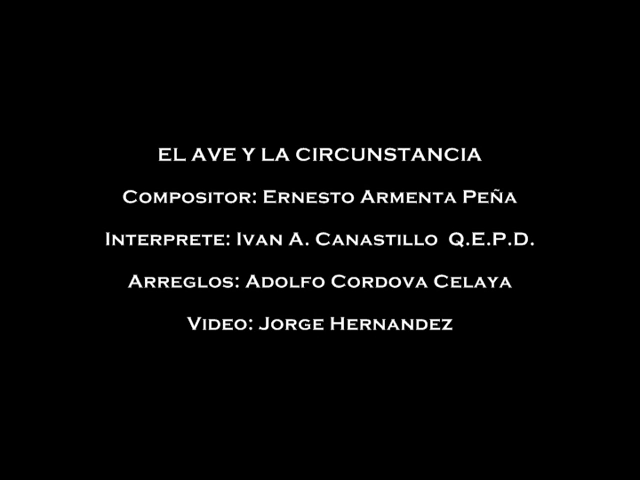 EL AVE Y LA CIRCUNSTANCIA
COMPOSITOR: ERNESTO ARMENTA PEÑA
INTERPRETE: IVAN A. CANASTILLO Q.E.P.D.
ARREGLOS: ADOLFO CORDOVA CELAYA
VIDEO: JORGE HERNANDEZ